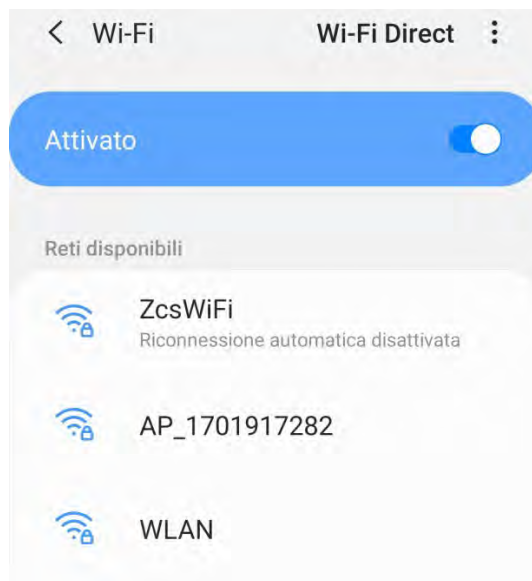 Wi-Fi Wi-Fi Direct
Attivato
Reti disponibili
ZcsWiFi
Riconnessione automatica disattivata
AP_1701917282
WLAN